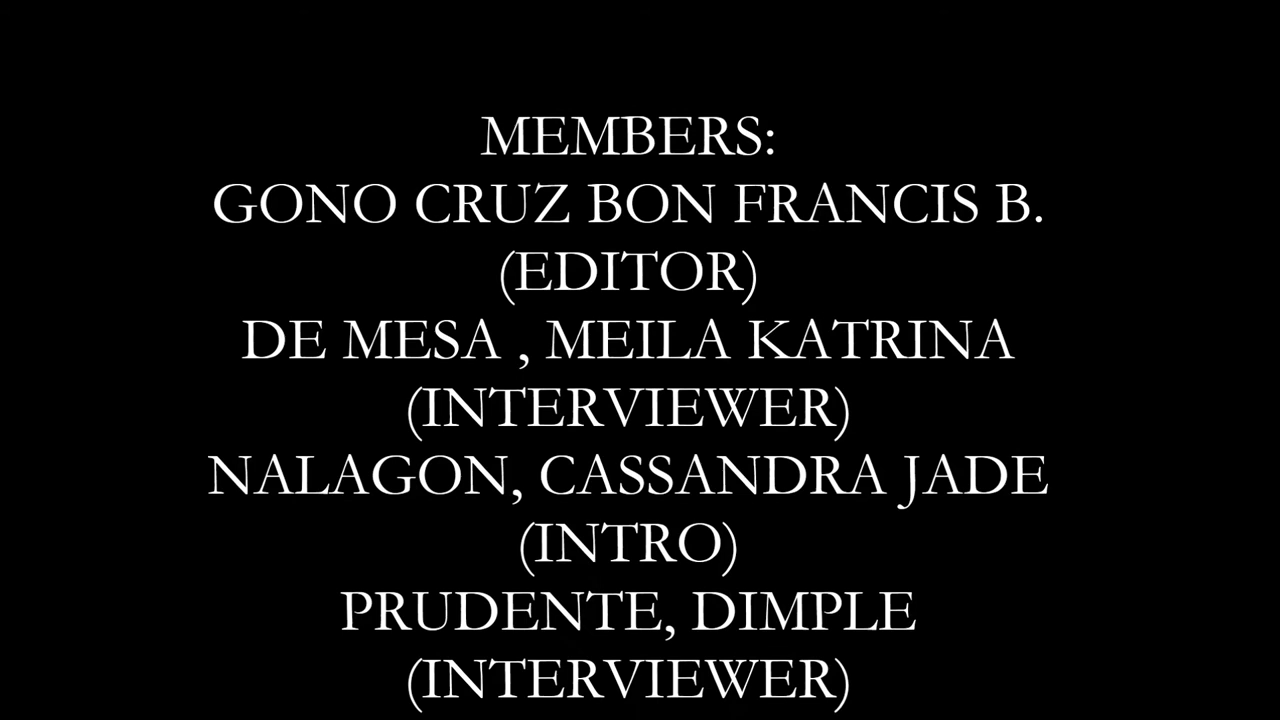 MEMBERS:
GONO CRUZ BON FRANCIS B.
(EDITOR)
DE MESA , MEILA KATRINA
(INTERVIEWER)
NALAGON, CASSANDRA JADE
(INTRO)
PRUDENTE, DIMPLE
(INTERVIEWER)